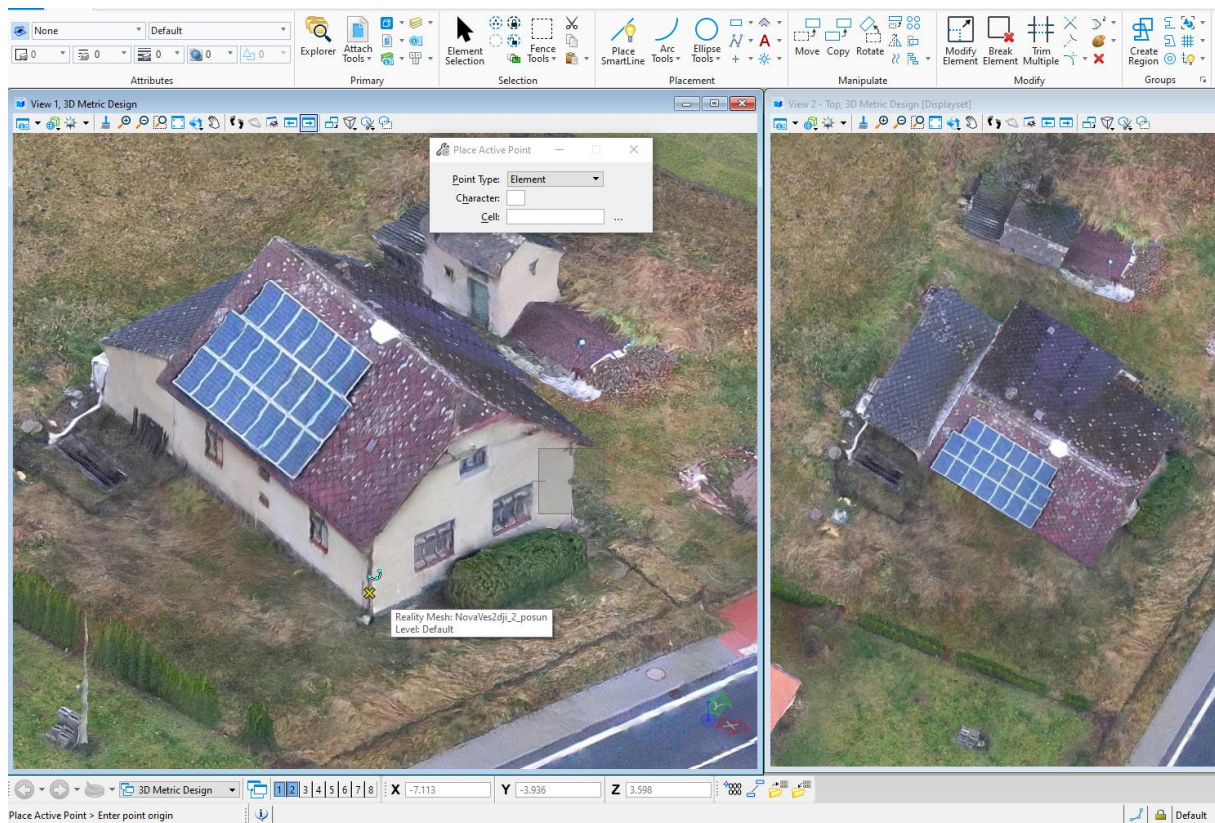 None
Default
0
0
0
0
0
Attributes
Explorer
Attach Tools
Primary
Element Selection
Fence Tools
Selection
Place SmartLine
Arc Tools
Ellipse Tools
A
Placement
Move
Copy
Rotate
Manipulate
Modify Element
Break Element
Trim Multiple
Modify
Create Region
Groups
View 1, 3D Metric Design
View 2 - Top, 3D Metric Design [Displayset]
Place Active Point
Point Type: Element
Character:
Cell:
...
Reality Mesh: NovaVes2dji_2_posun
Level: Default
3D Metric Design
1 2 3 4 5 6 7 8
X -7.113
Y -3.936
Z 3.598
Place Active Point > Enter point origin
Default